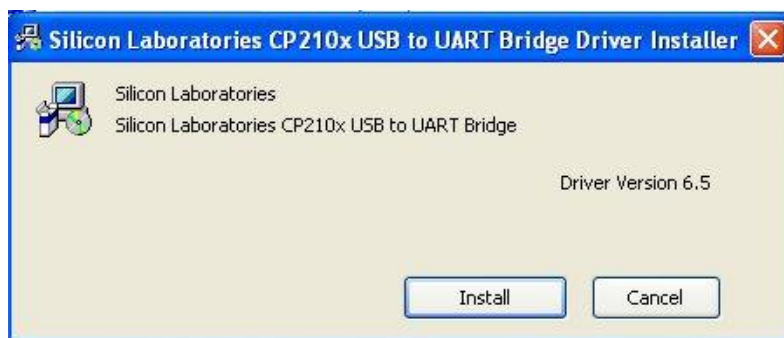 Silicon Laboratories CP210x USB to UART Bridge Driver Installer
Silicon Laboratories
Silicon Laboratories CP210x USB to UART Bridge
Driver Version 6.5
Install Cancel